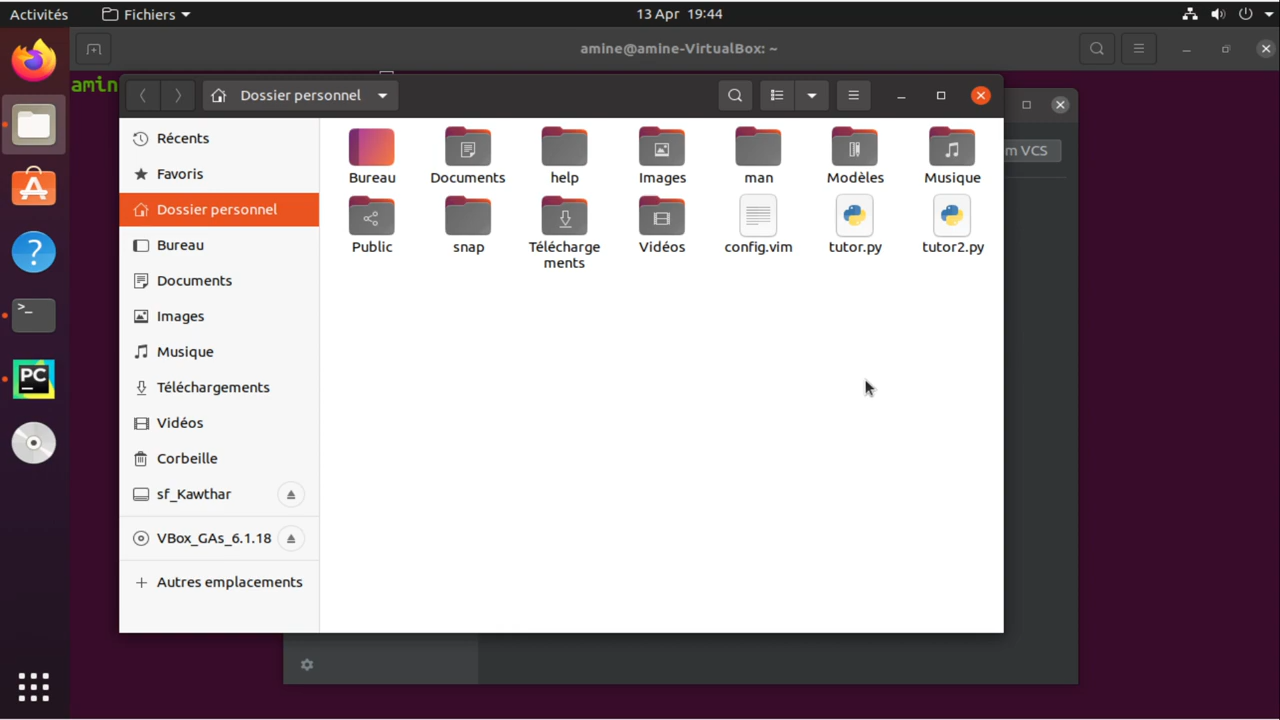 Activités Fichiers 13 Apr 19:44
amine@amine-VirtualBox: ~
amin
Dossier personnel
m VCS
Récents
Favoris
Dossier personnel
Bureau
Documents
Images
Musique
Téléchargements
Vidéos
Corbeille
sf_Kawthar
VBox_GAs_6.1.18
+ Autres emplacements
Bureau Documents help Images man Modèles Musique
Public snap Télécharge
ments Vidéos config.vim tutor.py tutor2.py
>_
PC
?